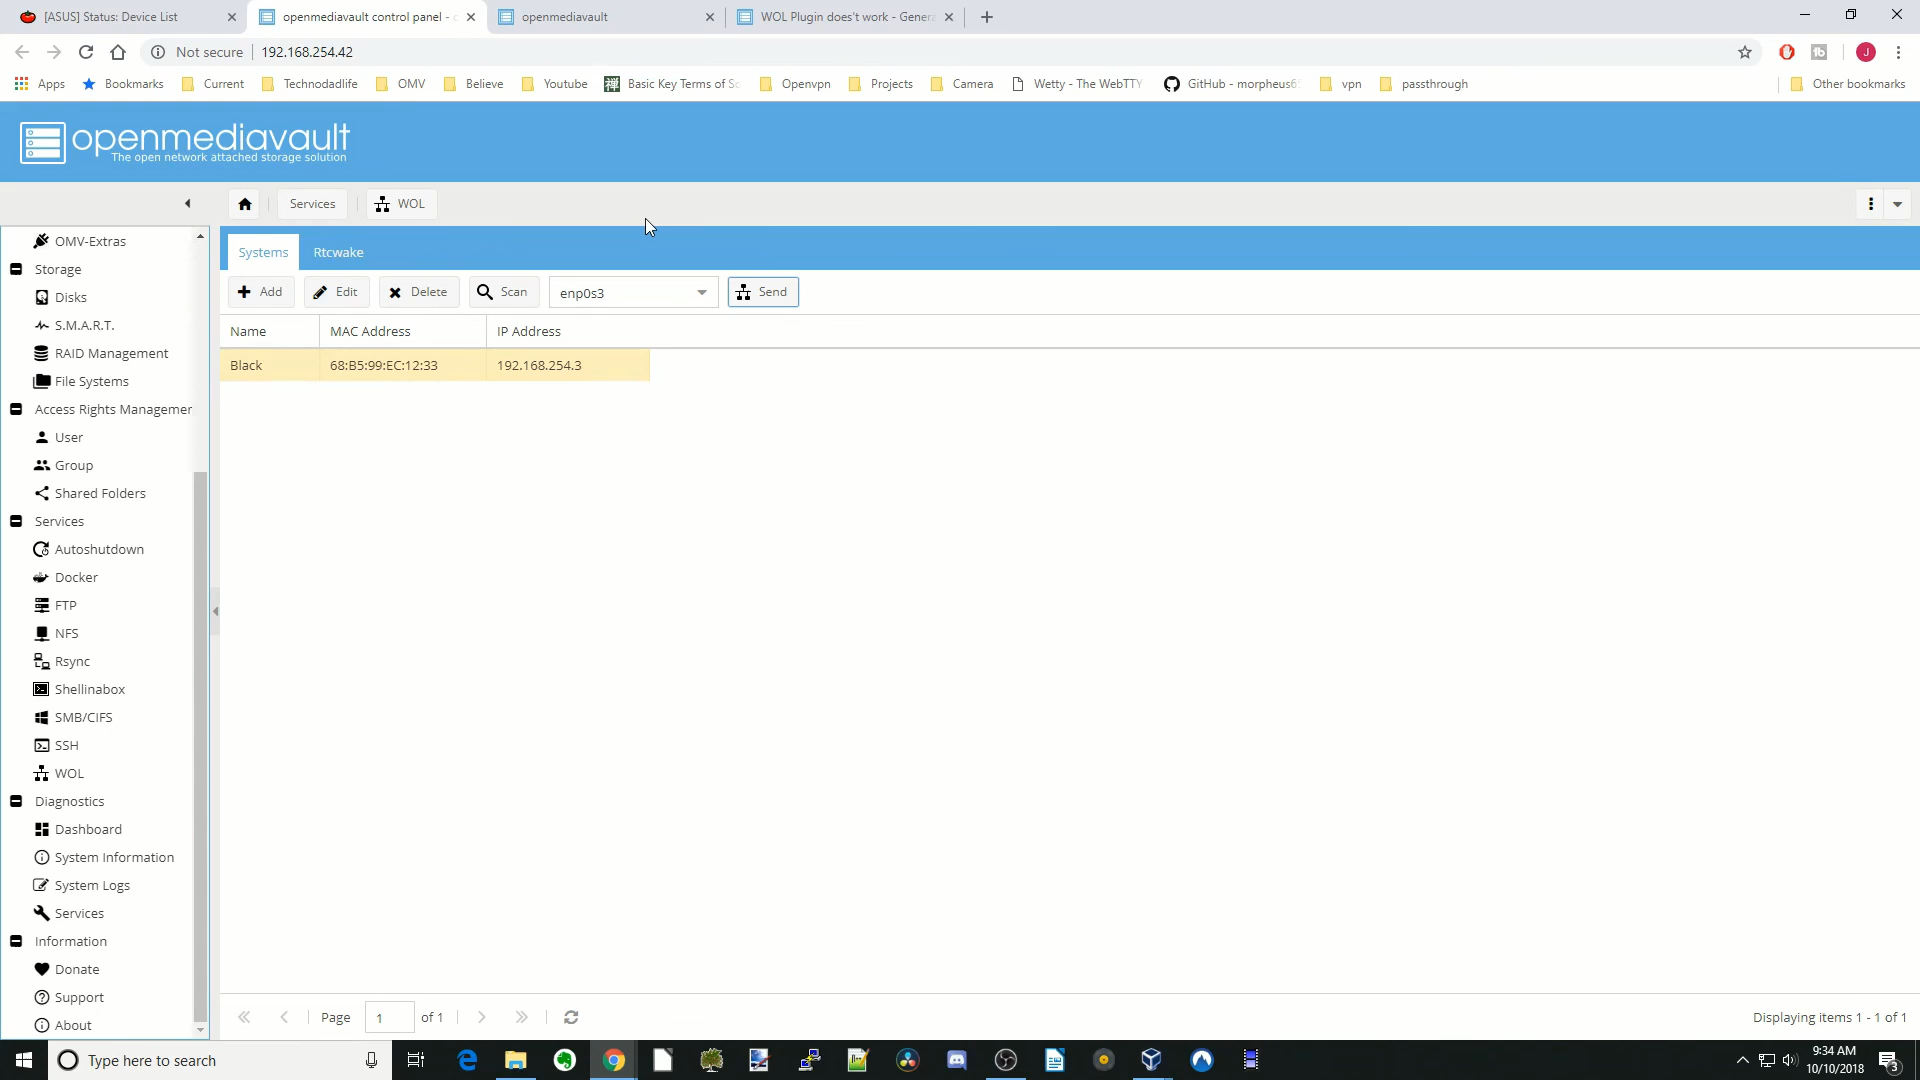 [ASUS] Status: Device List
openmediavault control panel - c
openmediavault
WOL Plugin does't work - Genera
Not secure
192.168.254.42
Apps
Bookmarks
Current
Technodadlife
OMV
Believe
Youtube
Basic Key Terms of Sc
Openvpn
Projects
Camera
Wetty - The WebTTY
GitHub - morpheus65
vpn
passthrough
Other bookmarks
openmediavault
The open network attached storage solution
Services
WOL
OMV-Extras
Storage
Disks
S.M.A.R.T.
RAID Management
File Systems
Access Rights Managemen
User
Group
Shared Folders
Services
Autoshutdown
Docker
FTP
NFS
Rsync
Shellinabox
SMB/CIFS
SSH
WOL
Diagnostics
Dashboard
System Information
System Logs
Services
Information
Donate
Support
About
Systems
Rtcwake
Add
Edit
Delete
Scan
enp0s3
Send
Name
MAC Address
IP Address
Black
68:B5:99:EC:12:33
192.168.254.3
Page
1
of 1
Displaying items 1 - 1 of 1
Type here to search
9:34 AM
10/10/2018
3